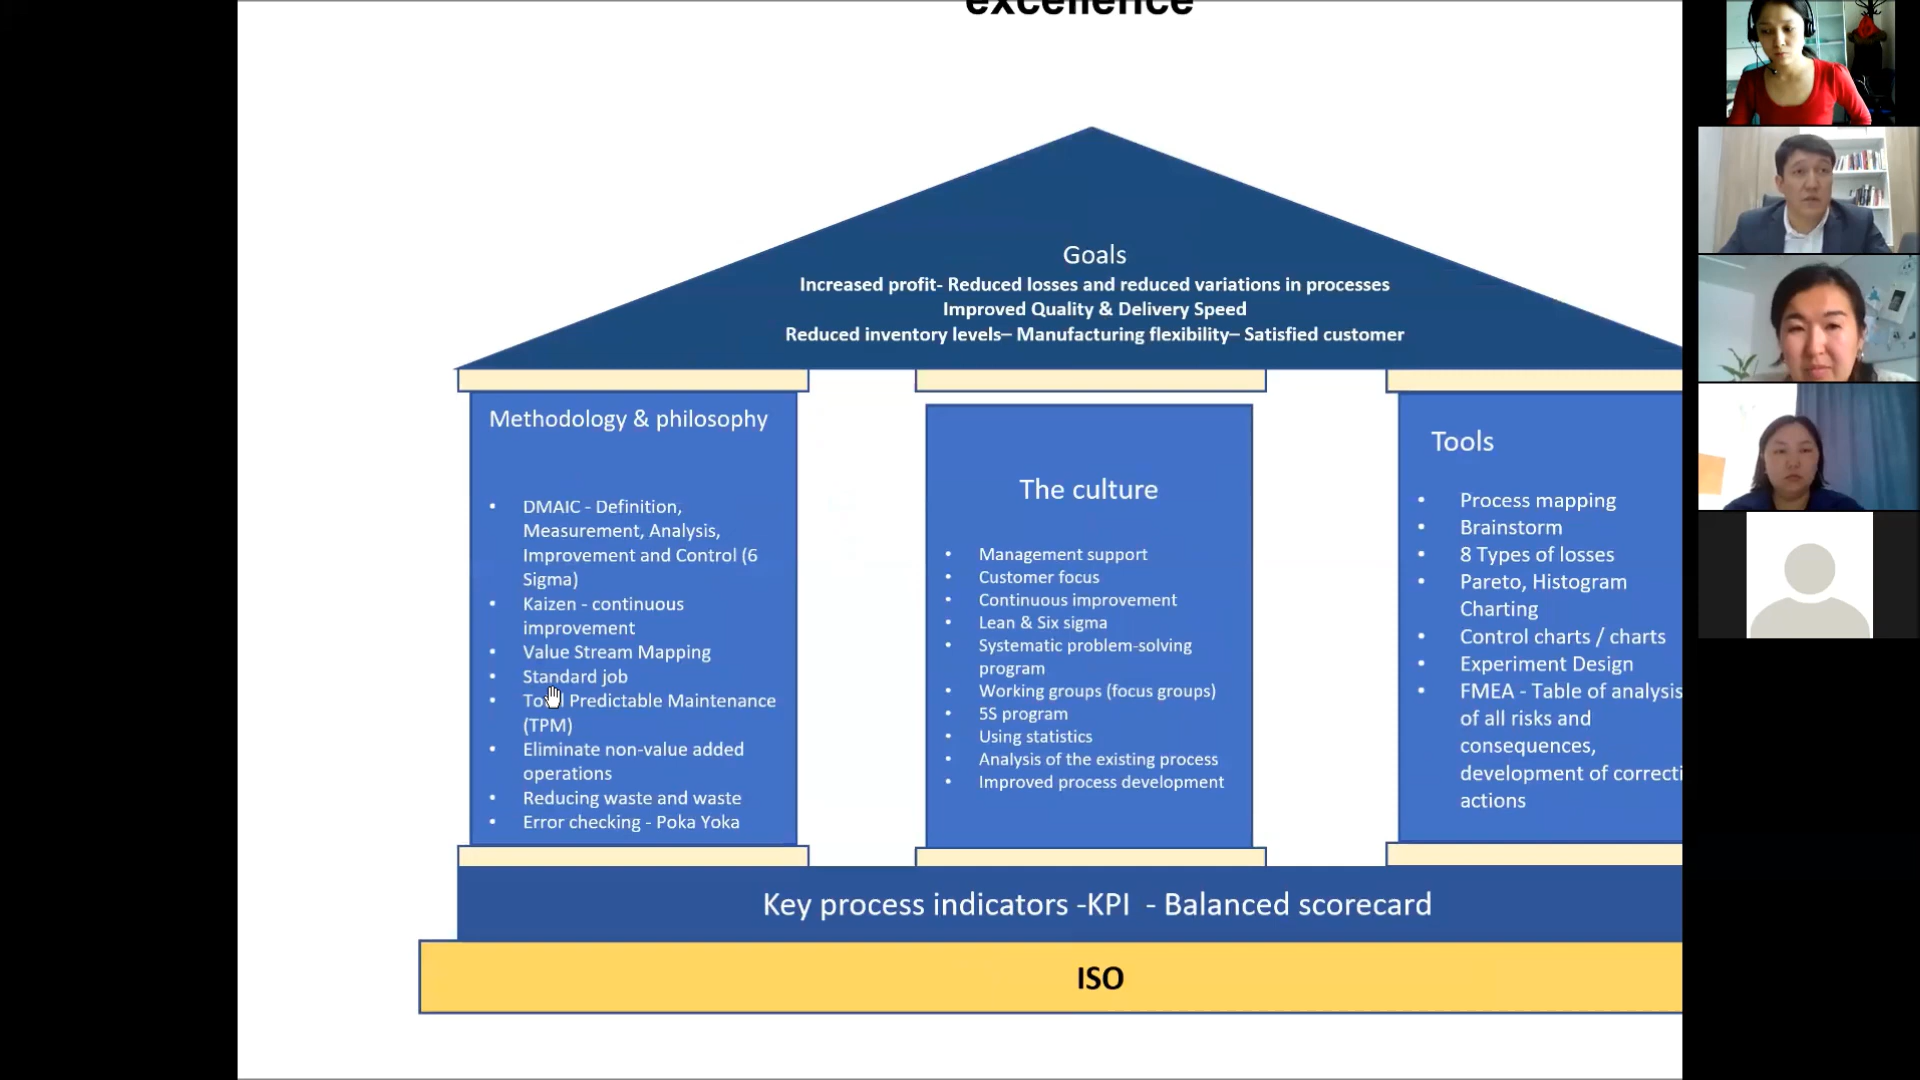 excellence
Goals
Increased profit- Reduced losses and reduced variations in processes
Improved Quality & Delivery Speed
Reduced inventory levels– Manufacturing flexibility– Satisfied customer
Methodology & philosophy
• DMAIC - Definition,
Measurement, Analysis,
Improvement and Control (6
Sigma)
• Kaizen - continuous
improvement
• Value Stream Mapping
• Standard job
• Predictable Maintenance
(TPM)
• Eliminate non-value added
operations
• Reducing waste and waste
• Error checking - Poka Yoka
The culture
• Management support
• Customer focus
• Continuous improvement
• Lean & Six sigma
• Systematic problem-solving
program
• Working groups (focus groups)
• 5S program
• Using statistics
• Analysis of the existing process
• Improved process development
Tools
• Process mapping
• Brainstorm
• 8 Types of losses
• Pareto, Histogram
Charting
• Control charts / charts
• Experiment Design
• FMEA - Table of analysis
of all risks and
consequences,
development of correcti
actions
Key process indicators -KPI - Balanced scorecard
ISO